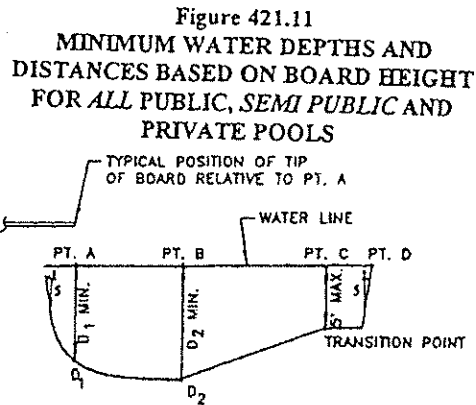 Figure 421.11
MINIMUM WATER DEPTHS AND
DISTANCES BASED ON BOARD HEIGHT
FOR ALL PUBLIC, SEMI PUBLIC AND
PRIVATE POOLS
TYPICAL POSITION OF TIP
OF BOARD RELATIVE TO PT. A
WATER LINE
PT. A PT. B PT. C PT. D
S
D1 MIN.
D2 MIN.
5' MAX.
S
TRANSITION POINT
D1
D2